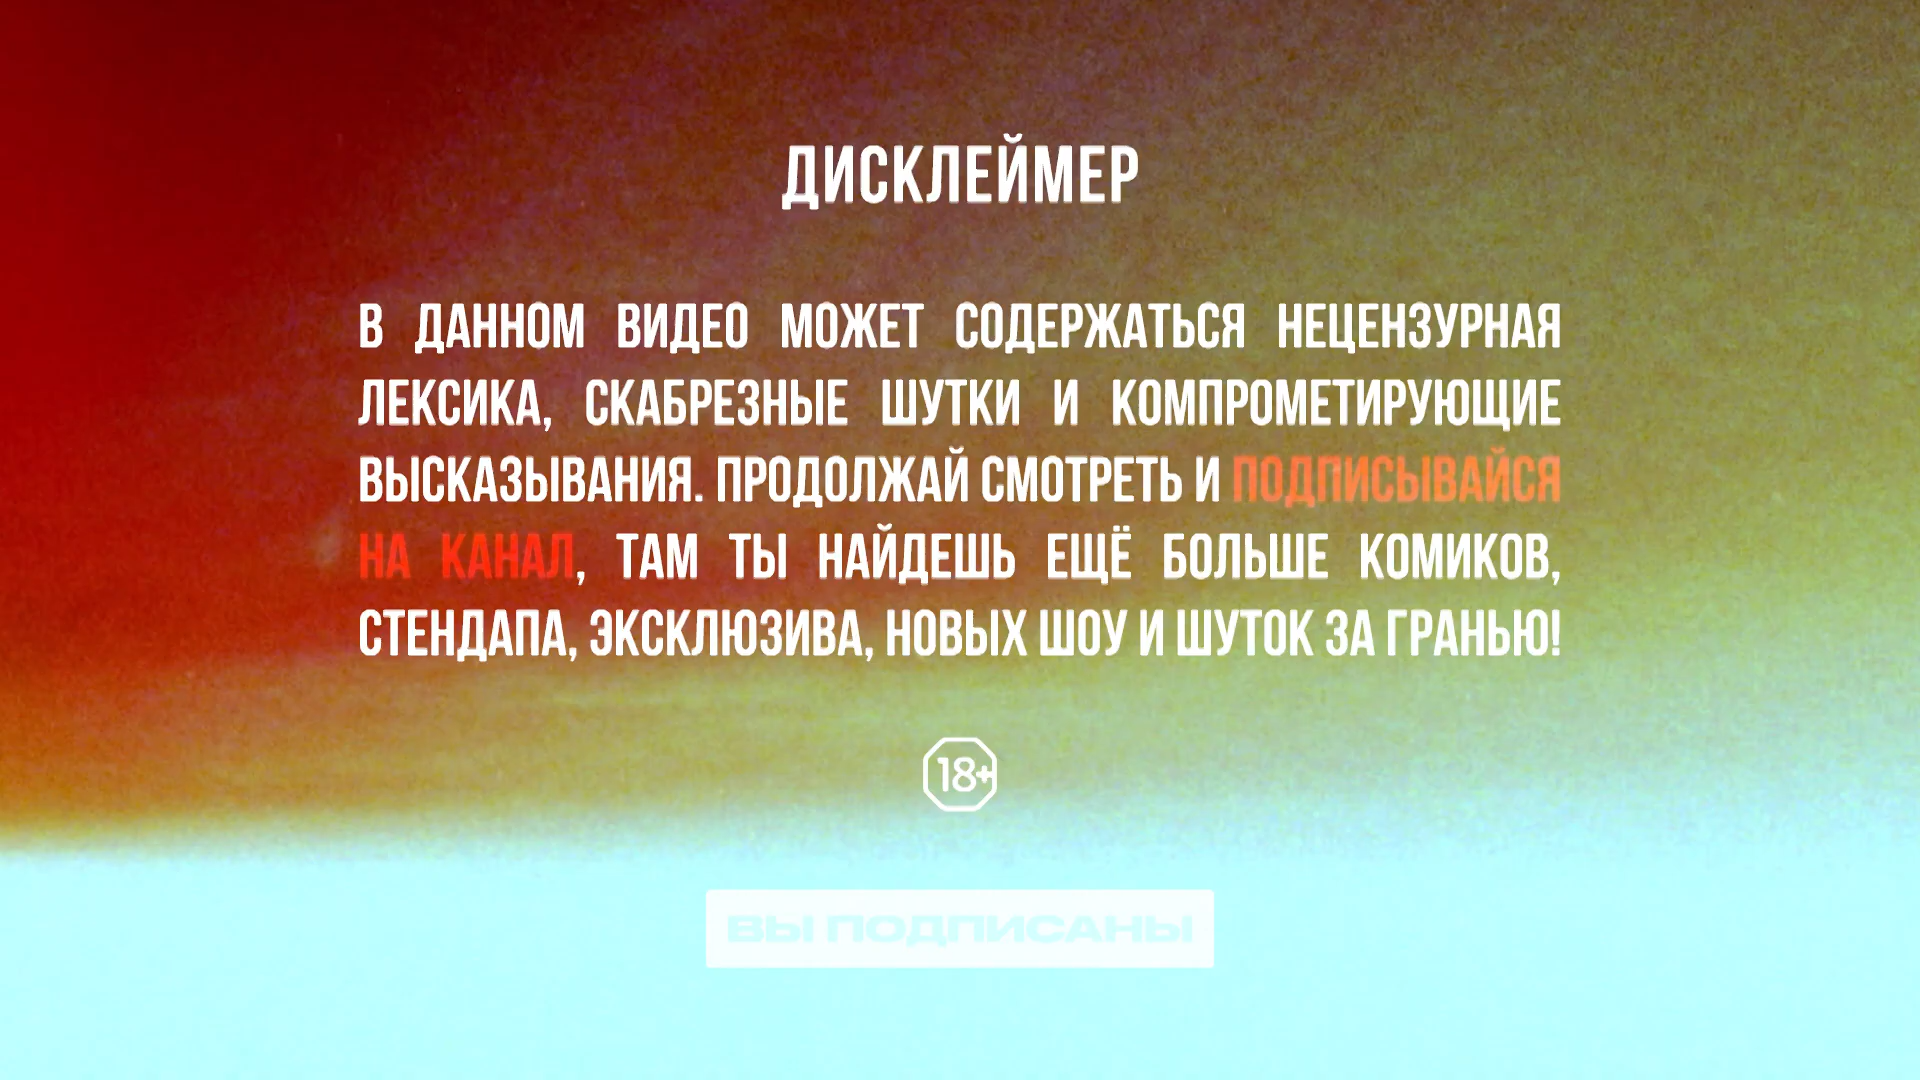 ДИСКЛЕЙМЕР
В ДАННОМ ВИДЕО МОЖЕТ СОДЕРЖАТЬСЯ НЕЦЕНЗУРНАЯ
ЛЕКСИКА, СКАБРЕЗНЫЕ ШУТКИ И КОМПРОМЕТИРУЮЩИЕ
ВЫСКАЗЫВАНИЯ. ПРОДОЛЖАЙ СМОТРЕТЬ И ПОДПИСЫВАЙСЯ
НА КАНАЛ, ТАМ ТЫ НАЙДЕШЬ ЕЩЁ БОЛЬШЕ КОМИКОВ,
СТЕНДАПА, ЭКСКЛЮЗИВА, НОВЫХ ШОУ И ШУТОК ЗА ГРАНЬЮ!
18+
ВЫ ПОДПИСАНЫ